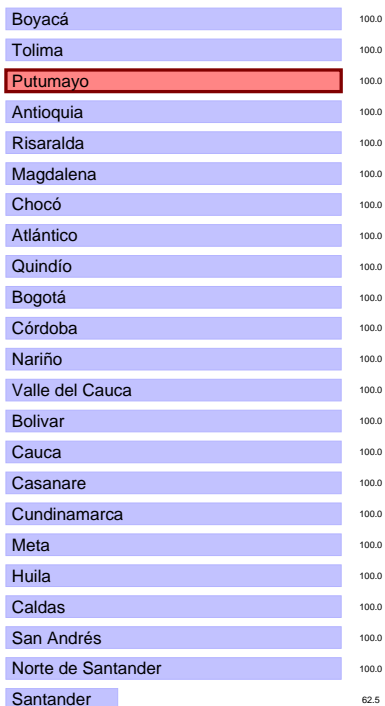 Boyacá 100.0
Tolima 100.0
Putumayo 100.0
Antioquia 100.0
Risaralda 100.0
Magdalena 100.0
Chocó 100.0
Atlántico 100.0
Quindío 100.0
Bogotá 100.0
Córdoba 100.0
Nariño 100.0
Valle del Cauca 100.0
Bolivar 100.0
Cauca 100.0
Casanare 100.0
Cundinamarca 100.0
Meta 100.0
Huila 100.0
Caldas 100.0
San Andrés 100.0
Norte de Santander 100.0
Santander 62.5